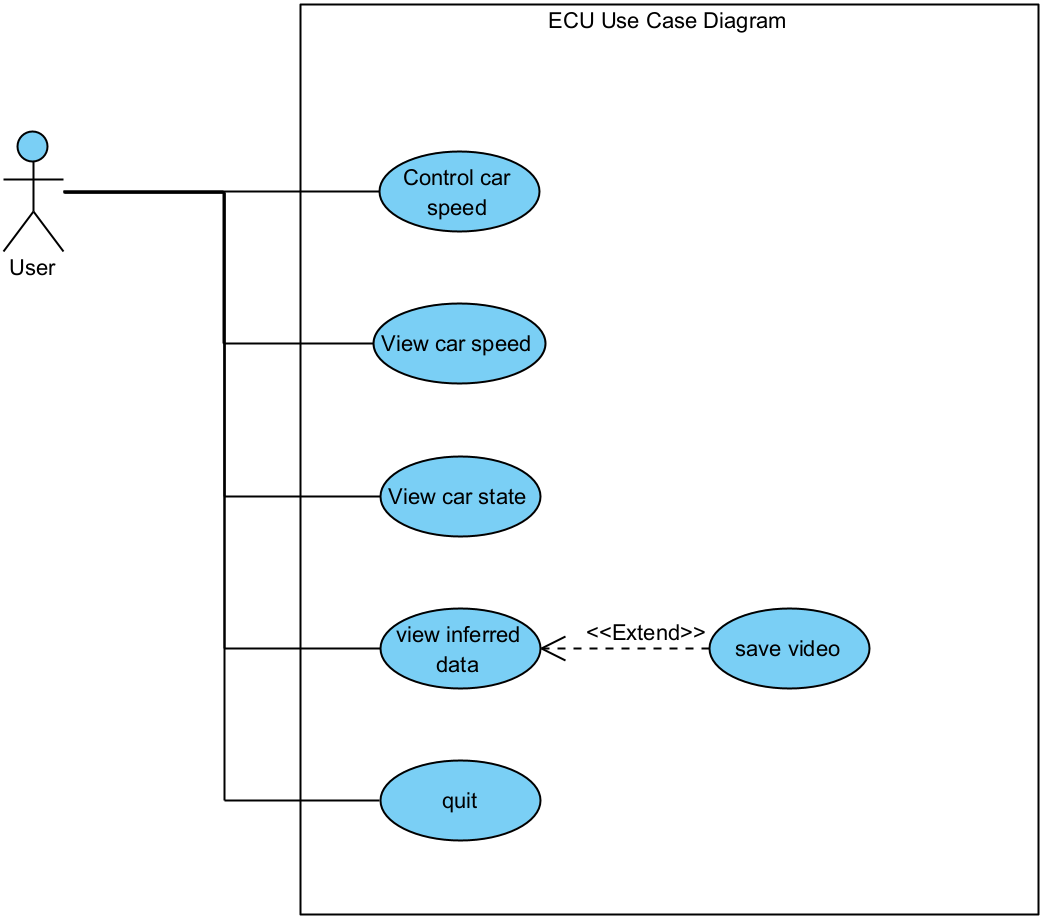 ECU Use Case Diagram
Control car
speed
User
View car speed
View car state
view inferred
data
<<Extend>>
save video
quit